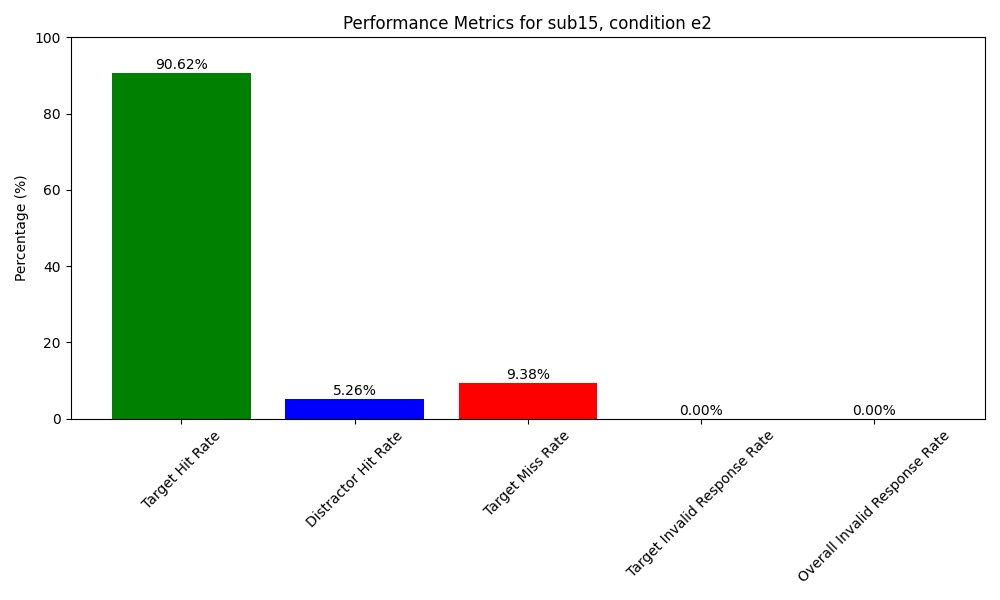 Performance Metrics for sub15, condition e2
Percentage (%)
100
80
60
40
20
0
90.62%
5.26%
9.38%
0.00%
0.00%
Target Hit Rate
Distractor Hit Rate
Target Miss Rate
Target Invalid Response Rate
Overall Invalid Response Rate